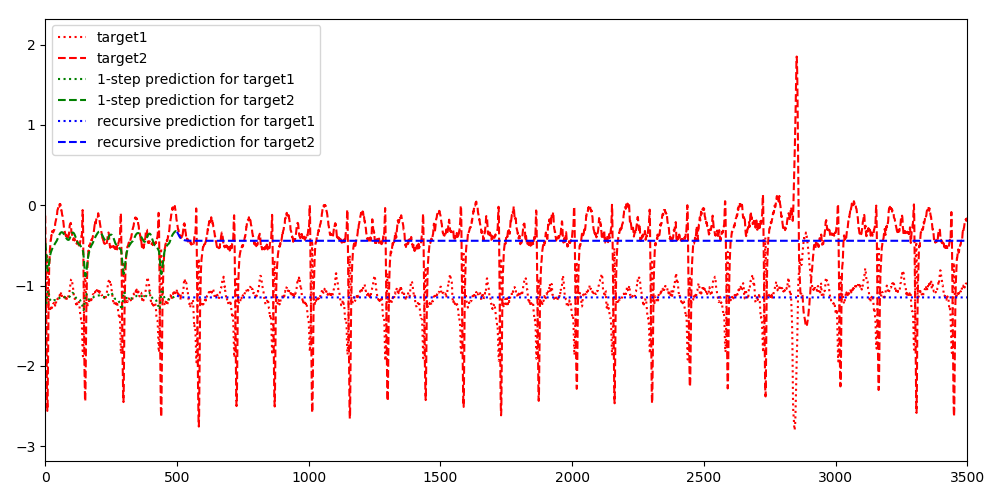 target1
target2
1-step prediction for target1
1-step prediction for target2
recursive prediction for target1
recursive prediction for target2
2
1
0
−1
−2
−3
0 500 1000 1500 2000 2500 3000 3500